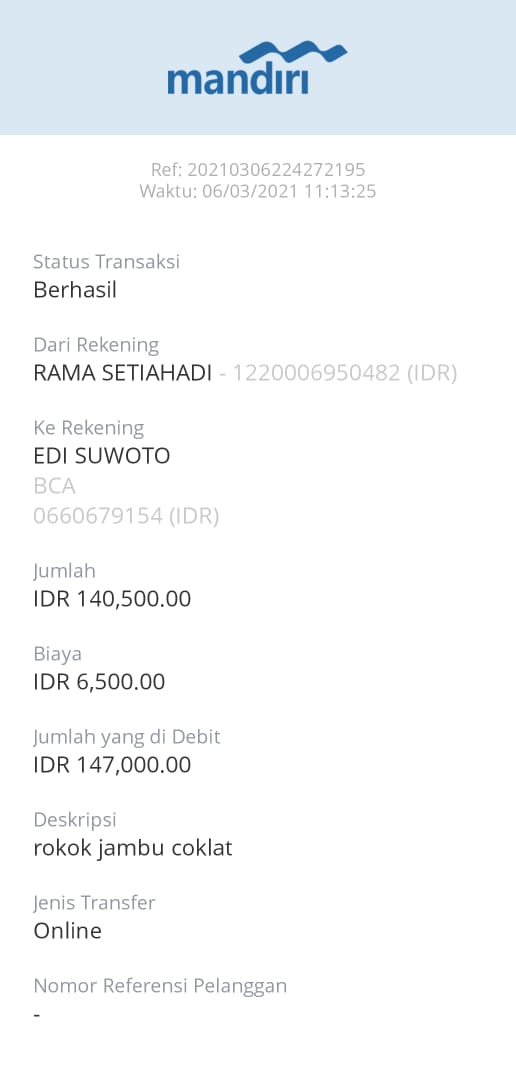 mandiri
Ref: 20210306224272195
Waktu: 06/03/2021 11:13:25
Status Transaksi
Berhasil
Dari Rekening
RAMA SETIAHADI - 1220006950482 (IDR)
Ke Rekening
EDI SUWOTO
BCA
0660679154 (IDR)
Jumlah
IDR 140,500.00
Biaya
IDR 6,500.00
Jumlah yang di Debit
IDR 147,000.00
Deskripsi
rokok jambu coklat
Jenis Transfer
Online
Nomor Referensi Pelanggan
-